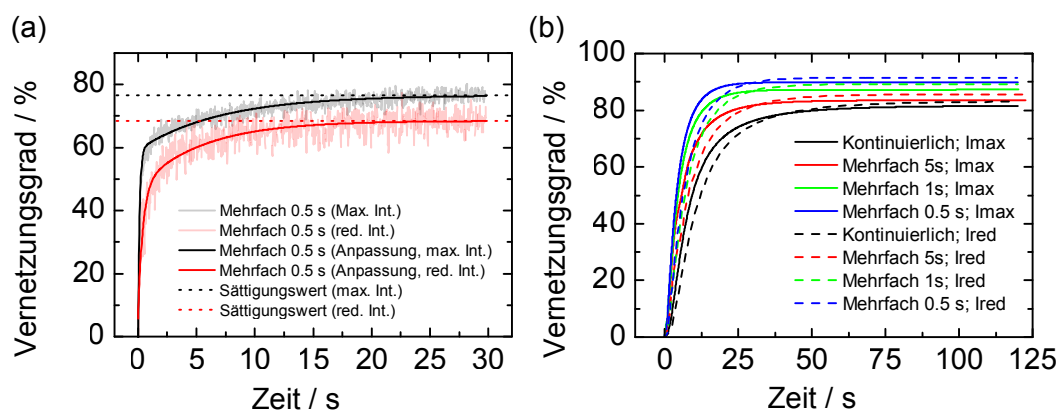 (a)
Vernetzungsgrad / %
80
60
40
20
0
Mehrfach 0.5 s (Max. Int.)
Mehrfach 0.5 s (red. Int.)
Mehrfach 0.5 s (Anpassung, max. Int.)
Mehrfach 0.5 s (Anpassung, red. Int.)
Sättigungswert (max. Int.)
Sättigungswert (red. Int.)
0 5 10 15 20 25 30
Zeit / s
(b)
Vernetzungsgrad / %
100
80
60
40
20
0
Kontinuierlich; Imax
Mehrfach 5s; Imax
Mehrfach 1s; Imax
Mehrfach 0.5 s; Imax
Kontinuierlich; Ired
Mehrfach 5s; Ired
Mehrfach 1s; Ired
Mehrfach 0.5 s; Ired
0 25 50 75 100 125
Zeit / s